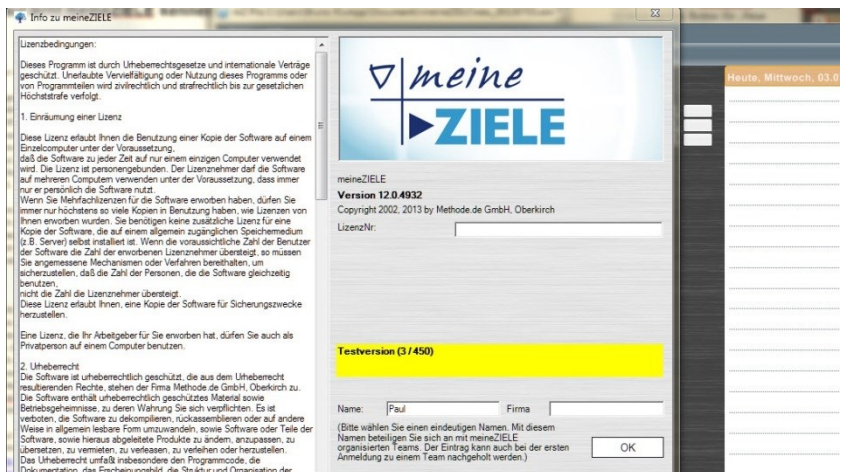 Info zu meineZIELE
Lizenzbedingungen:
Dieses Programm ist durch Urheberrechtsgesetze und internationale Verträge
geschützt. Unerlaubte Vervielfältigung oder Nutzung dieses Programms oder
von Programmteilen wird zivilrechtlich und strafrechtlich bis zur gesetzlichen
Höchststrafe verfolgt.
1. Einräumung einer Lizenz
Diese Lizenz erlaubt Ihnen die Benutzung einer Kopie der Software auf einem
Einzelcomputer unter der Voraussetzung,
daß die Software zu jeder Zeit auf nur einem einzigen Computer verwendet
wird. Die Lizenz ist personengebunden. Der Lizenznehmer darf die Software
auf mehreren Computern verwenden unter der Voraussetzung, dass immer
nur er persönlich die Software nutzt.
Wenn Sie Mehrfachlizenzen für die Software erworben haben, dürfen Sie
immer nur höchstens so viele Kopien in Benutzung haben, wie Lizenzen von
Ihnen erworben wurden. Sie benötigen keine zusätzliche Lizenz für eine
Kopie der Software, die auf einem allgemein zugänglichen Speichermedium
(z.B. Server) selbst installiert ist. Wenn die voraussichtliche Zahl der Benutzer
der Software die Zahl der erworbenen Lizenznehmer übersteigt, so müssen
Sie angemessene Mechanismen oder Verfahren bereithalten, um
sicherzustellen, daß die Zahl der Personen, die die Software gleichzeitig
benutzen,
nicht die Zahl die Lizenznehmer übersteigt.
Diese Lizenz erlaubt Ihnen, eine Kopie der Software für Sicherungszwecke
herzustellen.
Eine Lizenz, die Ihr Arbeitgeber für Sie erworben hat, dürfen Sie auch als
Privatperson auf einem Computer benutzen.
2. Urheberrecht
Die Software ist urheberrechtlich geschützt, die aus dem Urheberrecht
resultierenden Rechte, stehen der Firma Methode.de GmbH, Oberkirch zu.
Die Software enthält urheberrechtlich geschütztes Material sowie
Betriebsgeheimnisse, zu deren Wahrung Sie sich verpflichten. Es ist
verboten, die Software zu dekompilieren, rückassemblieren oder auf andere
Weise in allgemein lesbare Form umzuwandeln, sowie Software oder Teile der
Software, sowie hieraus abgeleitete Produkte zu ändern, anzupassen, zu
übersetzen, zu vermieten, zu verleasen, zu verleihen oder herzustellen.
Das Urheberrecht umfaßt insbesondere den Programmcode, die
Dokumentation, das Erscheinungsbild, die Struktur und Organisation der
meine
ZIELE
meineZIELE
Version 12.0.4932
Copyright 2002, 2013 by Methode.de GmbH, Oberkirch
LizenzNr:
Testversion (3 / 450)
Name: Paul Firma
(Bitte wählen Sie einen eindeutigen Namen. Mit diesem
Namen beteiligen Sie sich an mit meineZIELE
organisierten Teams. Der Eintrag kann auch bei der ersten
Anmeldung zu einem Team nachgeholt werden.)
OK
Heute, Mittwoch, 03.0